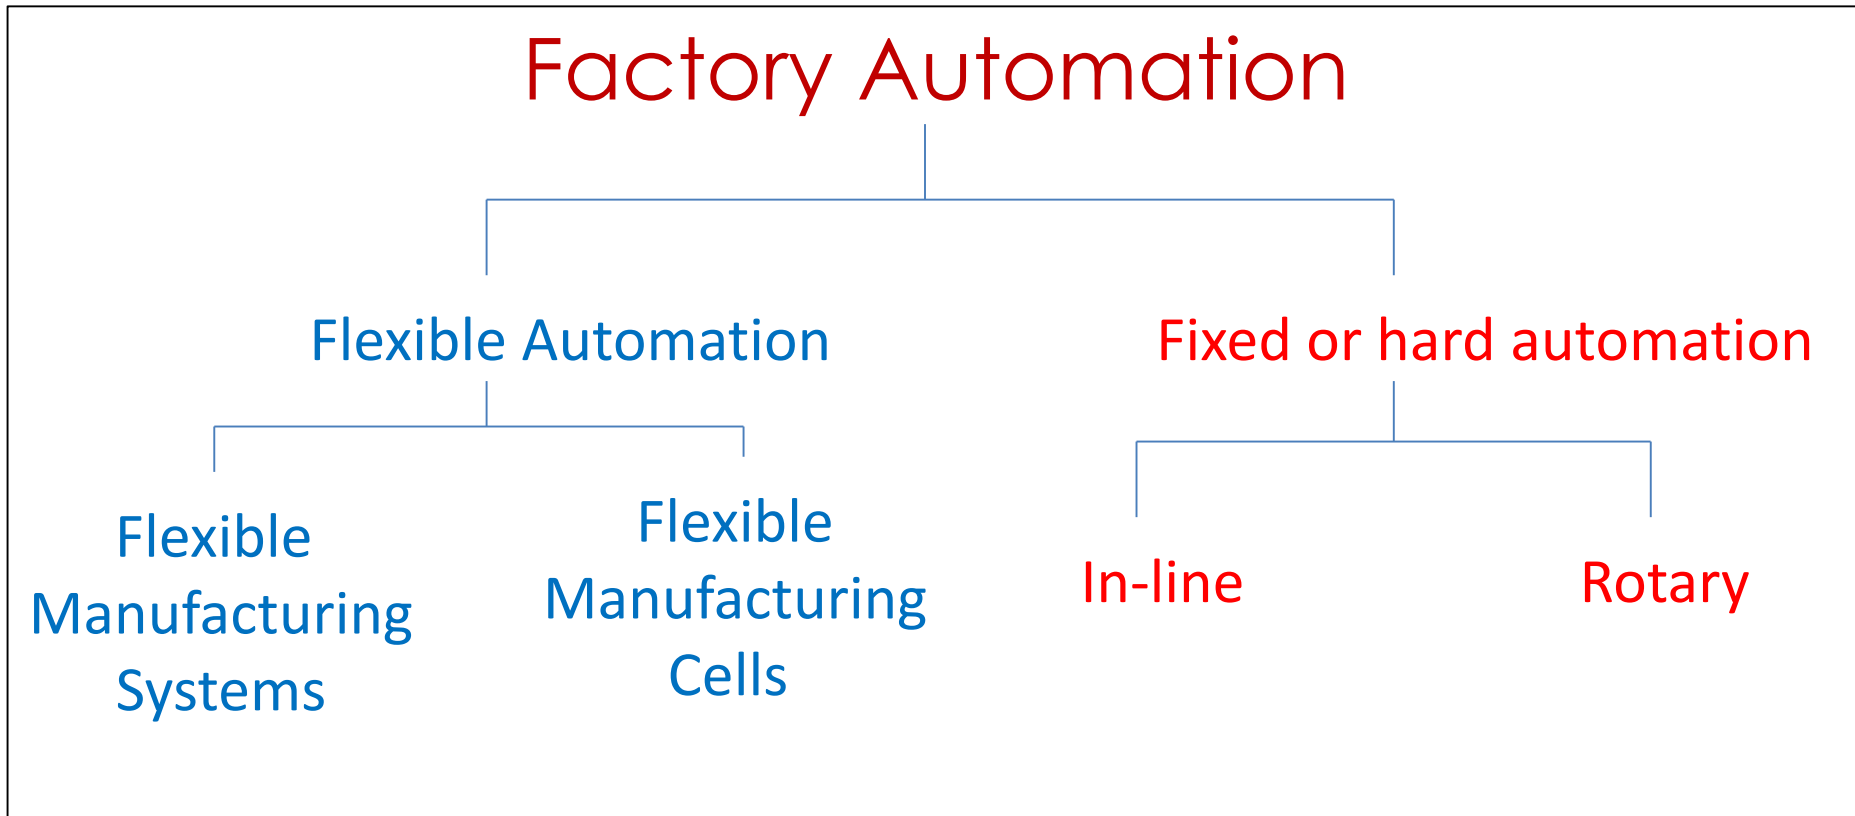 Factory Automation
Flexible Automation
Fixed or hard automation
Flexible
Manufacturing
Systems
Flexible
Manufacturing
Cells
In-line
Rotary